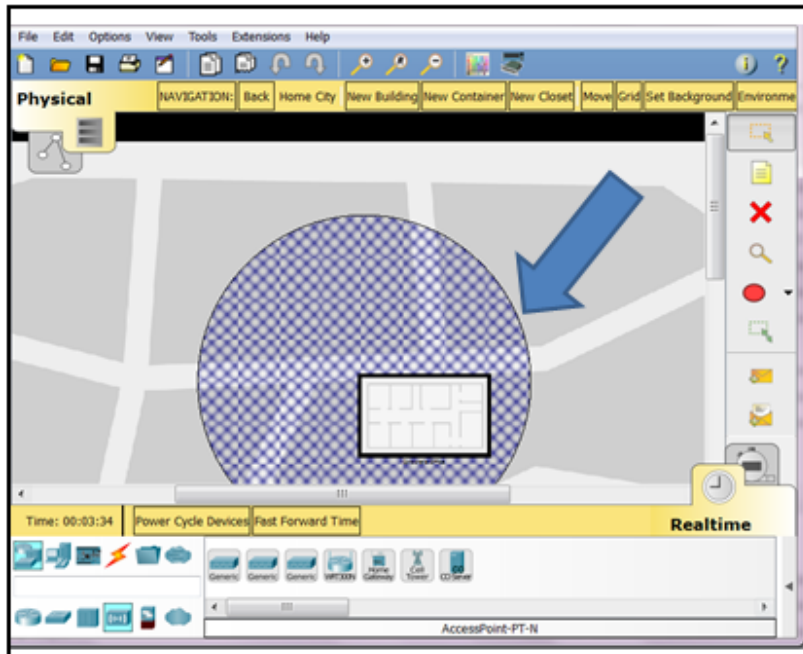 File Edit Options View Tools Extensions Help
Physical NAVIGATION: Back Home City New Building New Container New Closet Move Grid Set Background Environme
Time: 00:03:34 Power Cycle Devices Fast Forward Time Realtime
Generic Generic Generic WRT300N Home Gateway Cell Tower CO Server
AccessPoint-PT-N